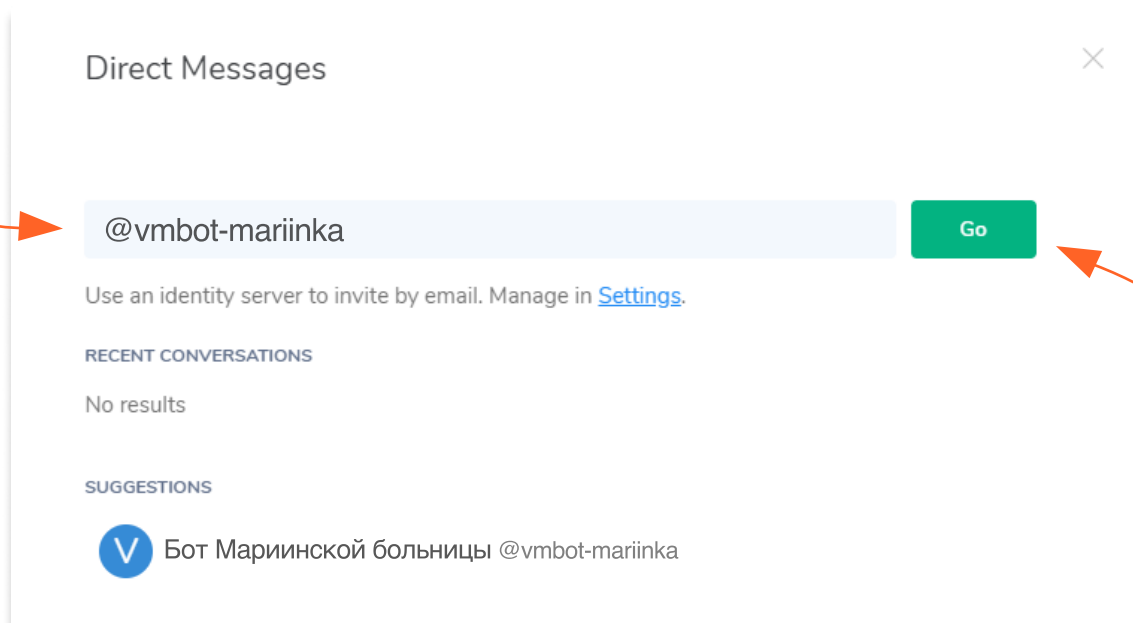 Direct Messages
@vmbot-mariinka
Go
Use an identity server to invite by email. Manage in Settings.
RECENT CONVERSATIONS
No results
SUGGESTIONS
V Бот Мариинской больницы @vmbot-mariinka